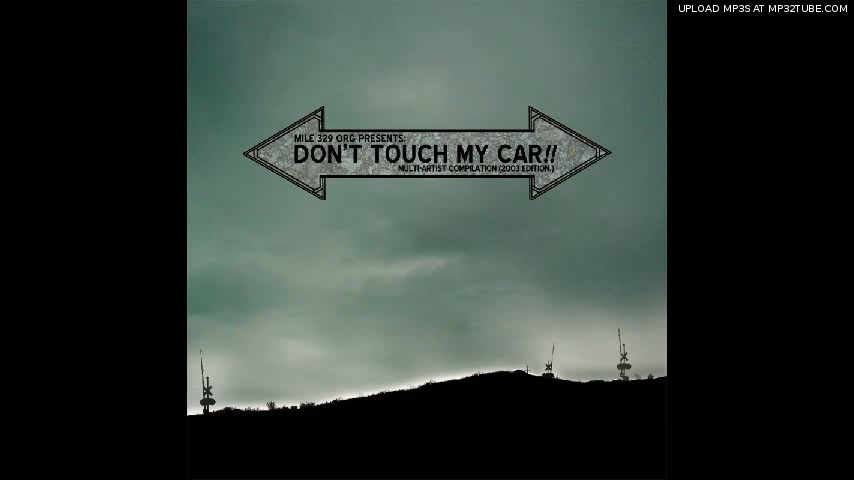 UPLOAD MP3S AT MP32TUBE.COM
MILE 329 ORG PRESENTS:
DON'T TOUCH MY CAR!!
MULTI-ARTIST COMPILATION (2003 EDITION.)